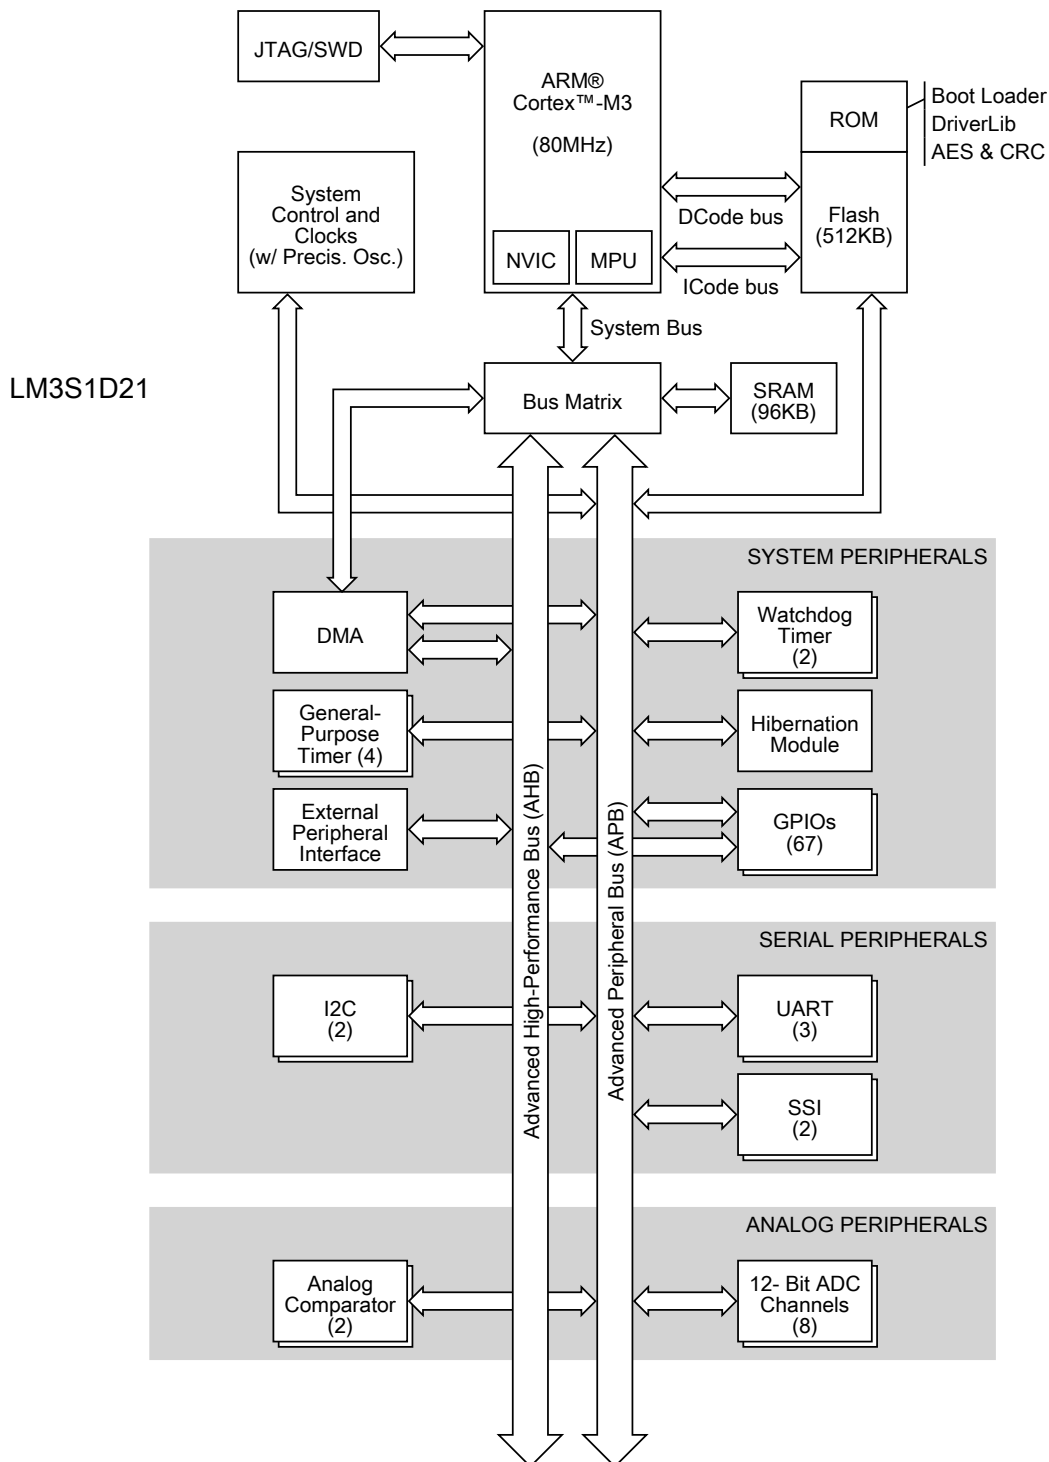 JTAG/SWD
ARM®
Cortex™-M3
(80MHz)
NVIC
MPU
ROM
Boot Loader
DriverLib
AES & CRC
System
Control and
Clocks
(w/ Precis. Osc.)
DCode bus
Flash
(512KB)
ICode bus
System Bus
LM3S1D21
Bus Matrix
SRAM
(96KB)
SYSTEM PERIPHERALS
DMA
Watchdog
Timer
(2)
General-
Purpose
Timer (4)
Hibernation
Module
External
Peripheral
Interface
GPIOs
(67)
Advanced High-Performance Bus (AHB)
Advanced Peripheral Bus (APB)
SERIAL PERIPHERALS
I2C
(2)
UART
(3)
SSI
(2)
ANALOG PERIPHERALS
Analog
Comparator
(2)
12- Bit ADC
Channels
(8)